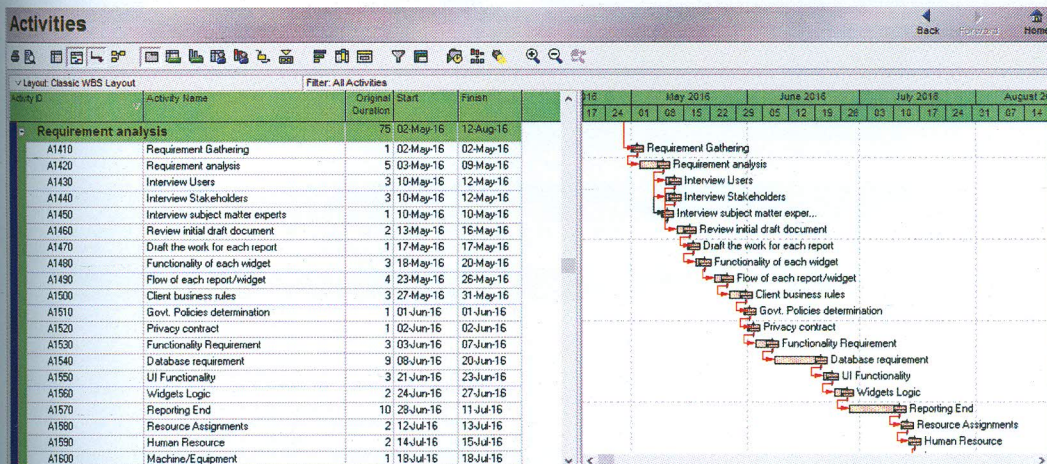 Activities
Back Forward Home
Layout: Classic WBS Layout Filter: All Activities
Activity ID Activity Name Original Duration Start Finish
Requirement analysis 75 02-May-16 12-Aug-16
A1410 Requirement Gathering 1 02-May-16 02-May-16
A1420 Requirement analysis 5 03-May-16 09-May-16
A1430 Interview Users 3 10-May-16 12-May-16
A1440 Interview Stakeholders 3 10-May-16 12-May-16
A1450 Interview subject matter experts 1 10-May-16 10-May-16
A1460 Review initial draft document 2 13-May-16 16-May-16
A1470 Draft the work for each report 1 17-May-16 17-May-16
A1480 Functionality of each widget 3 18-May-16 20-May-16
A1490 Flow of each report/widget 4 23-May-16 26-May-16
A1500 Client business rules 3 27-May-16 31-May-16
A1510 Govt. Policies determination 1 01-Jun-16 01-Jun-16
A1520 Privacy contract 1 02-Jun-16 02-Jun-16
A1530 Functionality Requirement 3 03-Jun-16 07-Jun-16
A1540 Database requirement 9 08-Jun-16 20-Jun-16
A1550 UI Functionality 3 21-Jun-16 23-Jun-16
A1560 Widgets Logic 2 24-Jun-16 27-Jun-16
A1570 Reporting End 10 28-Jun-16 11-Jul-16
A1580 Resource Assignments 2 12-Jul-16 13-Jul-16
A1590 Human Resource 2 14-Jul-16 15-Jul-16
A1600 Machine/Equipment 1 18-Jul-16 18-Jul-16
016 May 2016 June 2016 July 2016 August 20
17 24 01 08 15 22 29 05 12 19 26 03 10 17 24 31 07 14
Requirement Gathering
Requirement analysis
Interview Users
Interview Stakeholders
Interview subject matter exper...
Review initial draft document
Draft the work for each report
Functionality of each widget
Flow of each report/widget
Client business rules
Govt. Policies determination
Privacy contract
Functionality Requirement
Database requirement
UI Functionality
Widgets Logic
Reporting End
Resource Assignments
Human Resource